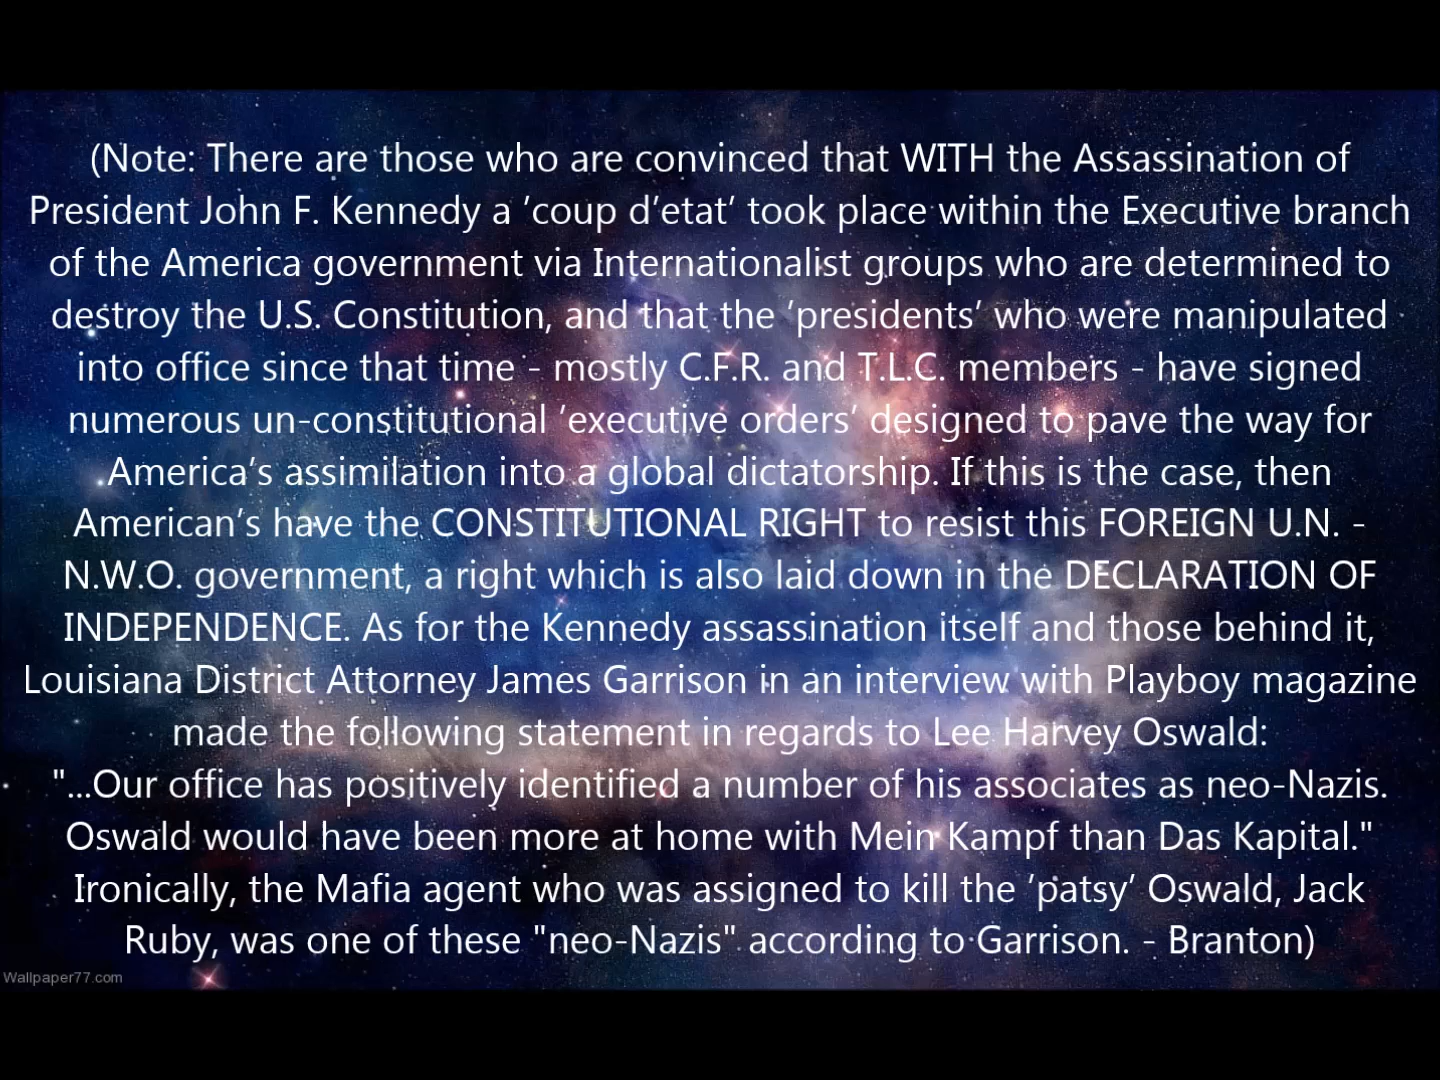 (Note: There are those who are convinced that WITH the Assassination of
President John F. Kennedy a ’coup d’etat’ took place within the Executive branch
of the America government via Internationalist groups who are determined to
destroy the U.S. Constitution, and that the ’presidents’ who were manipulated
into office since that time - mostly C.F.R. and T.L.C. members - have signed
numerous un-constitutional ’executive orders’ designed to pave the way for
America’s assimilation into a global dictatorship. If this is the case, then
American’s have the CONSTITUTIONAL RIGHT to resist this FOREIGN U.N. -
N.W.O. government, a right which is also laid down in the DECLARATION OF
INDEPENDENCE. As for the Kennedy assassination itself and those behind it,
Louisiana District Attorney James Garrison in an interview with Playboy magazine
made the following statement in regards to Lee Harvey Oswald:
"...Our office has positively identified a number of his associates as neo-Nazis.
Oswald would have been more at home with Mein Kampf than Das Kapital."
Ironically, the Mafia agent who was assigned to kill the ’patsy’ Oswald, Jack
Ruby, was one of these "neo-Nazis" according to Garrison. - Branton)
Wallpaper77.com